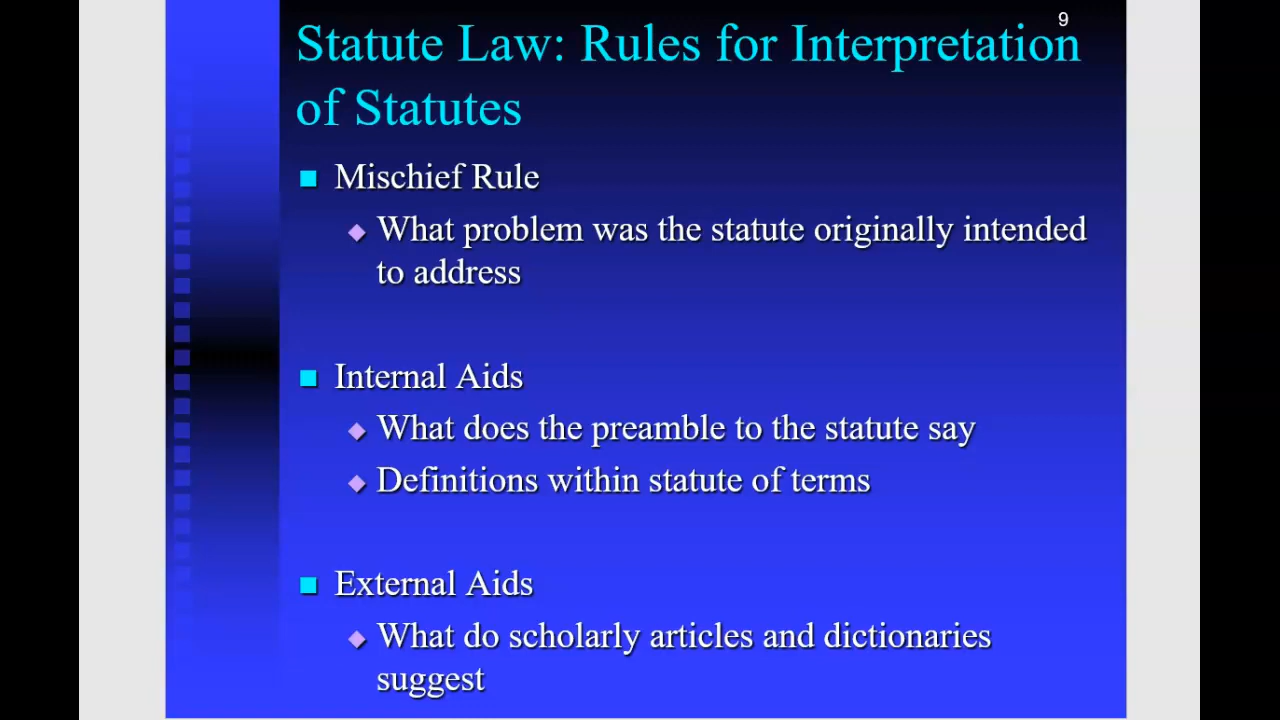 9
Statute Law: Rules for Interpretation
of Statutes
Mischief Rule
What problem was the statute originally intended
to address
Internal Aids
What does the preamble to the statute say
Definitions within statute of terms
External Aids
What do scholarly articles and dictionaries
suggest